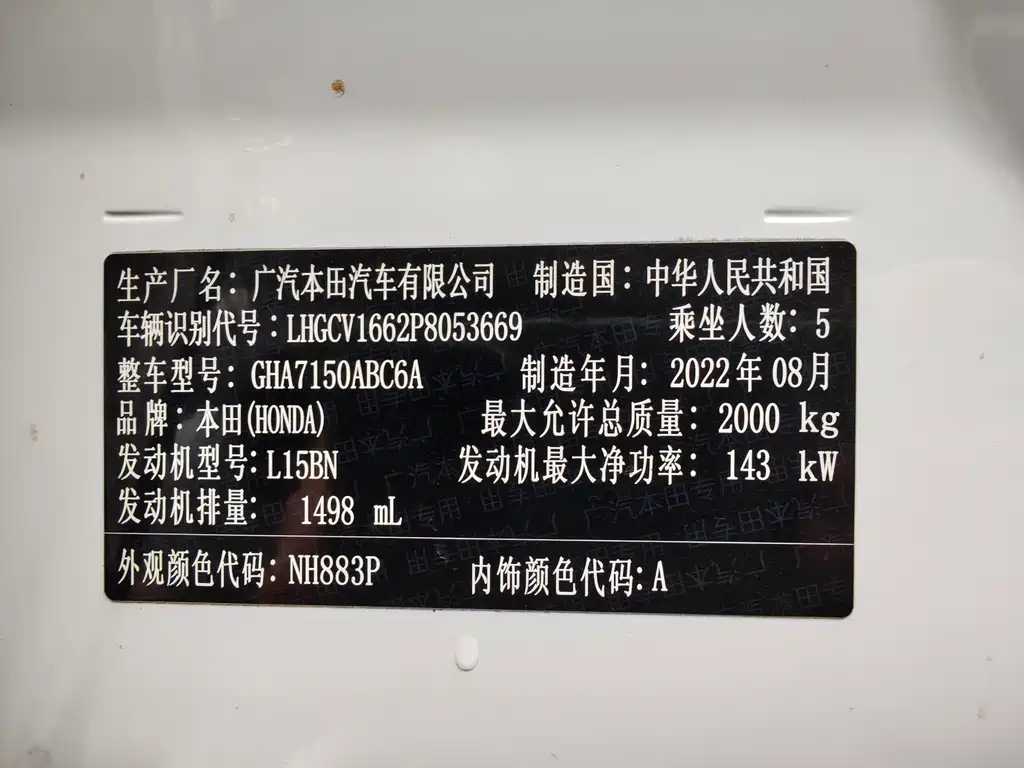 生产厂名：广汽本田汽车有限公司 制造国：中华人民共和国
车辆识别代号：LHGCV1662P8053669 乘坐人数：5
整车型号：GHA7150ABC6A 制造年月：2022年08月
品牌：本田(HONDA) 最大允许总质量：2000 kg
发动机型号：L15BN 发动机最大净功率：143 kW
发动机排量：1498 mL
外观颜色代码：NH883P 内饰颜色代码：A